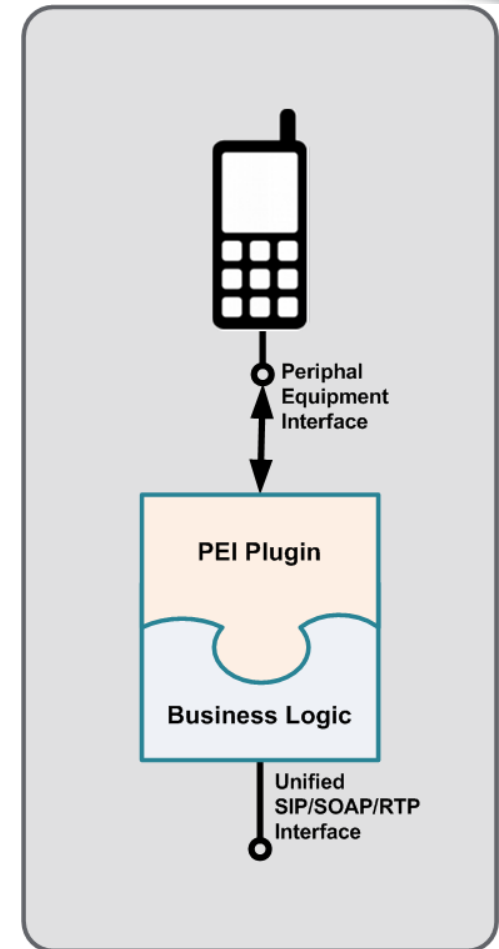 Periphal
Equipment
Interface
PEI Plugin
Business Logic
Unified
SIP/SOAP/RTP
Interface